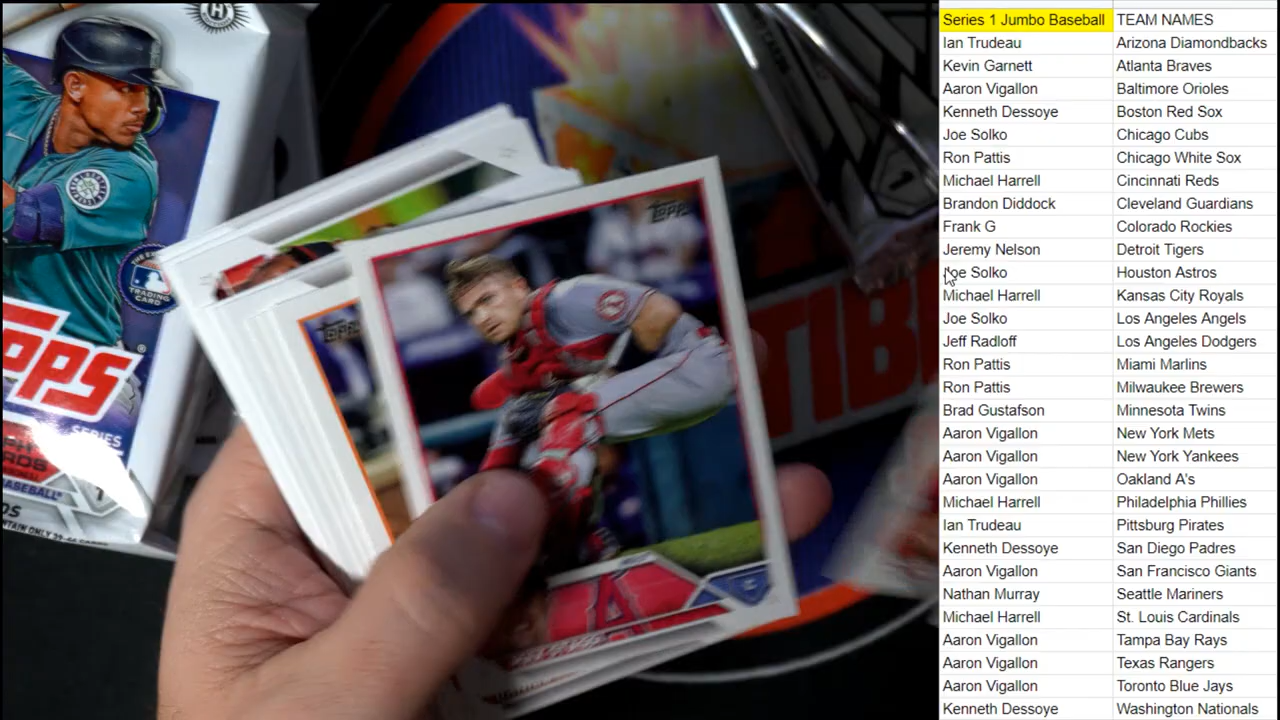 Series 1 Jumbo Baseball TEAM NAMES
Ian Trudeau Arizona Diamondbacks
Kevin Garnett Atlanta Braves
Aaron Vigallon Baltimore Orioles
Kenneth Dessoye Boston Red Sox
Joe Solko Chicago Cubs
Ron Pattis Chicago White Sox
Michael Harrell Cincinnati Reds
Brandon Diddock Cleveland Guardians
Frank G Colorado Rockies
Jeremy Nelson Detroit Tigers
Joe Solko Houston Astros
Michael Harrell Kansas City Royals
Joe Solko Los Angeles Angels
Jeff Radloff Los Angeles Dodgers
Ron Pattis Miami Marlins
Ron Pattis Milwaukee Brewers
Brad Gustafson Minnesota Twins
Aaron Vigallon New York Mets
Aaron Vigallon New York Yankees
Aaron Vigallon Oakland A's
Michael Harrell Philadelphia Phillies
Ian Trudeau Pittsburg Pirates
Kenneth Dessoye San Diego Padres
Aaron Vigallon San Francisco Giants
Nathan Murray Seattle Mariners
Michael Harrell St. Louis Cardinals
Aaron Vigallon Tampa Bay Rays
Aaron Vigallon Texas Rangers
Aaron Vigallon Toronto Blue Jays
Kenneth Dessoye Washington Nationals
H
TOPPS
TOPPS
TRADING CARD
PPS
SERIES
BASEBALL
A
TIB